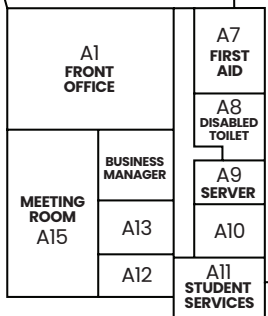 A1
FRONT
OFFICE
A7
FIRST
AID
A8
DISABLED
TOILET
BUSINESS
MANAGER
A9
SERVER
MEETING
ROOM
A15
A13
A10
A12
A11
STUDENT
SERVICES